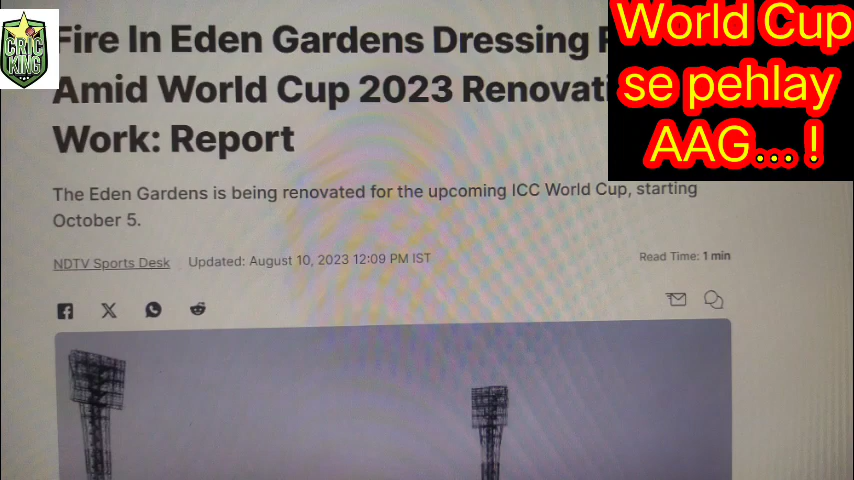 CRIC
KING
Fire In Eden Gardens Dressing
Amid World Cup 2023
Work: Report
World Cup
se pehlay
AAG... !
The Eden Gardens is being renovated for the upcoming ICC World Cup, starting
October 5.
NDTV Sports Desk Updated: August 10, 2023 12:09 PM IST
Read Time: 1 min